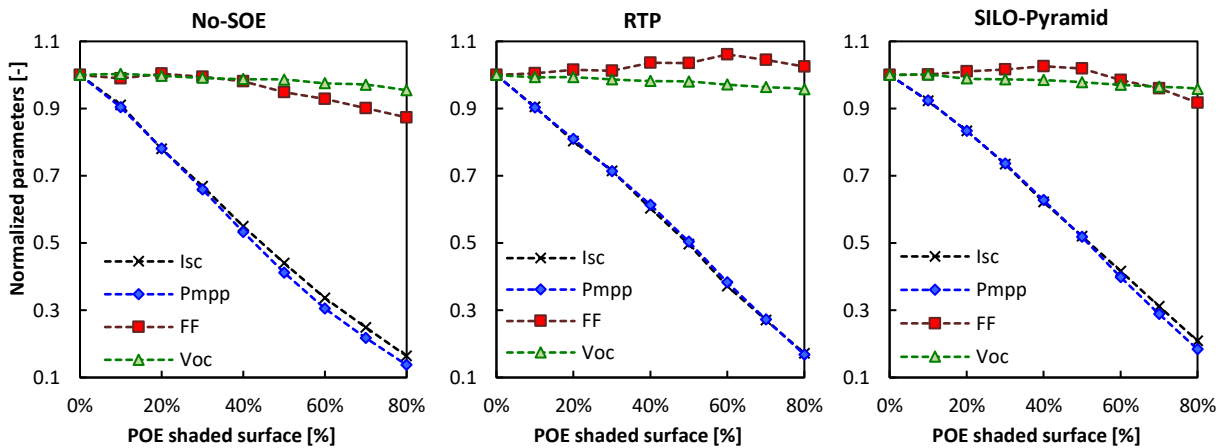 No-SOE
RTP
SILO-Pyramid
Normalized parameters [-]
1.1
0.9
0.7
0.5
0.3
0.1
Isc
Pmpp
FF
Voc
0% 20% 40% 60% 80%
POE shaded surface [%]
1.1
0.9
0.7
0.5
0.3
0.1
Isc
Pmpp
FF
Voc
0% 20% 40% 60% 80%
POE shaded surface [%]
1.1
0.9
0.7
0.5
0.3
0.1
Isc
Pmpp
FF
Voc
0% 20% 40% 60% 80%
POE shaded surface [%]